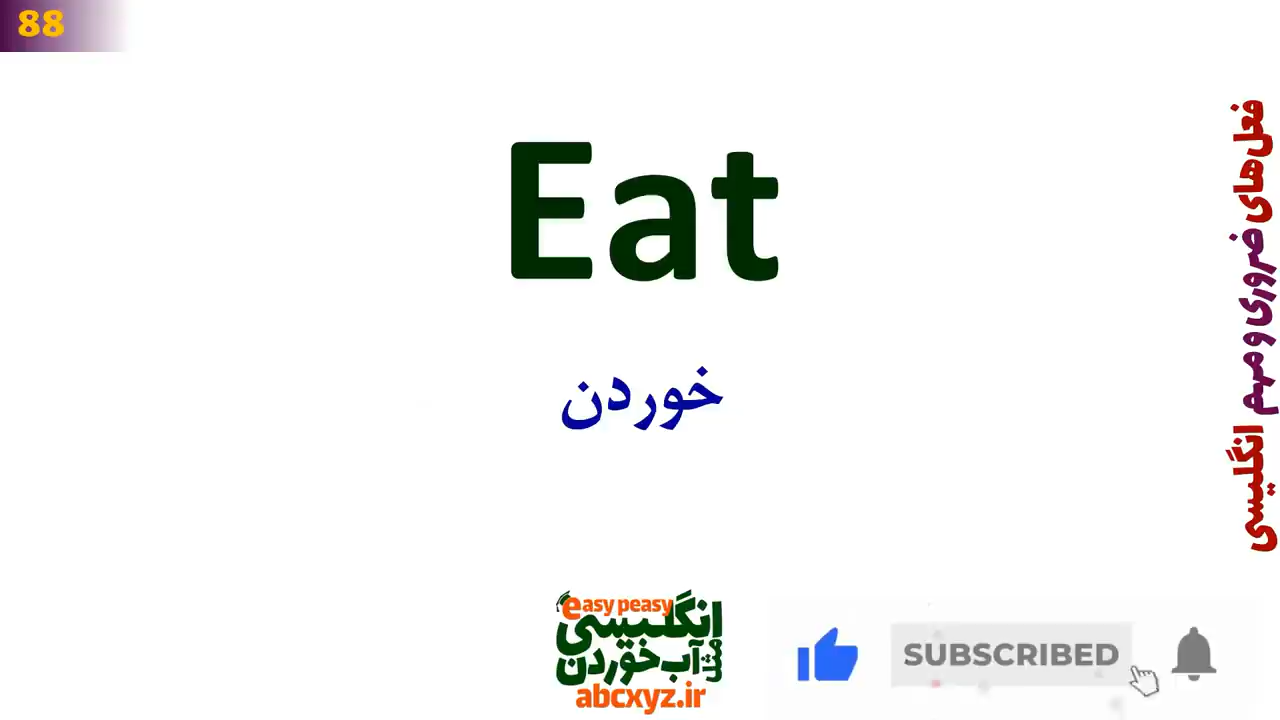 88
Eat
خوردن
فعل‌های ضروری و مهم انگلیسی
easy peasy
انگلیسی
مثل
آب خوردن
abcxyz.ir
SUBSCRIBED